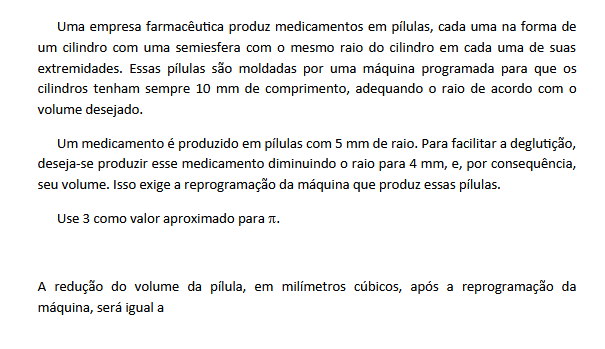 Uma empresa farmacêutica produz medicamentos em pílulas, cada uma na forma de
um cilindro com uma semiesfera com o mesmo raio do cilindro em cada uma de suas
extremidades. Essas pílulas são moldadas por uma máquina programada para que os
cilindros tenham sempre 10 mm de comprimento, adequando o raio de acordo com o
volume desejado.
Um medicamento é produzido em pílulas com 5 mm de raio. Para facilitar a deglutição,
deseja-se produzir esse medicamento diminuindo o raio para 4 mm, e, por consequência,
seu volume. Isso exige a reprogramação da máquina que produz essas pílulas.
Use 3 como valor aproximado para π.
A redução do volume da pílula, em milímetros cúbicos, após a reprogramação da
máquina, será igual a